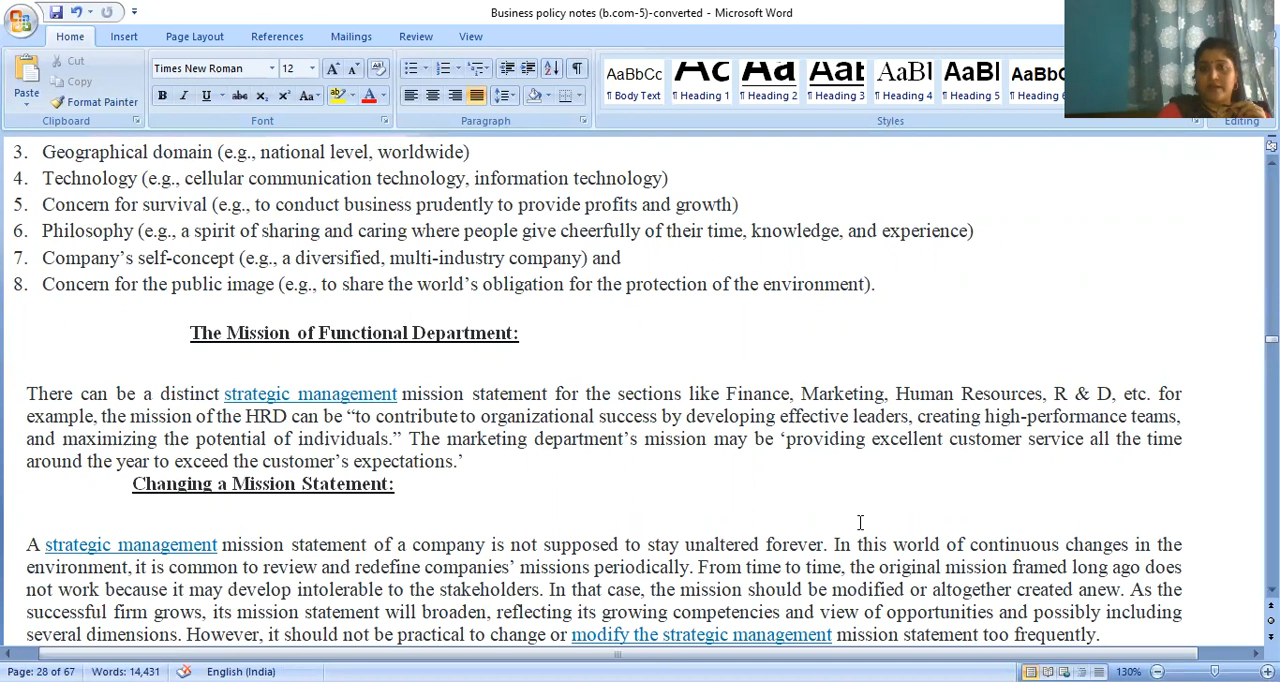 Business policy notes (b.com-5)-converted - Microsoft Word
Home Insert Page Layout References Mailings Review View
Cut
Copy
Paste
Format Painter
Times New Roman 12
AaBbCc AaBbCc
Body Text Heading 1 Heading 2 Heading 3 Heading 4 Heading 5 Heading 6
Clipboard Font Paragraph Styles Editing
3. Geographical domain (e.g., national level, worldwide)
4. Technology (e.g., cellular communication technology, information technology)
5. Concern for survival (e.g., to conduct business prudently to provide profits and growth)
6. Philosophy (e.g., a spirit of sharing and caring where people give cheerfully of their time, knowledge, and experience)
7. Company’s self-concept (e.g., a diversified, multi-industry company) and
8. Concern for the public image (e.g., to share the world’s obligation for the protection of the environment).
The Mission of Functional Department:
There can be a distinct strategic management mission statement for the sections like Finance, Marketing, Human Resources, R & D, etc. for
example, the mission of the HRD can be “to contribute to organizational success by developing effective leaders, creating high-performance teams,
and maximizing the potential of individuals.” The marketing department’s mission may be ‘providing excellent customer service all the time
around the year to exceed the customer’s expectations.’
Changing a Mission Statement:
A strategic management mission statement of a company is not supposed to stay unaltered forever. In this world of continuous changes in the
environment, it is common to review and redefine companies’ missions periodically. From time to time, the original mission framed long ago does
not work because it may develop intolerable to the stakeholders. In that case, the mission should be modified or altogether created anew. As the
successful firm grows, its mission statement will broaden, reflecting its growing competencies and view of opportunities and possibly including
several dimensions. However, it should not be practical to change or modify the strategic management mission statement too frequently.
Page: 28 of 67 Words: 14,431 English (India) 130%